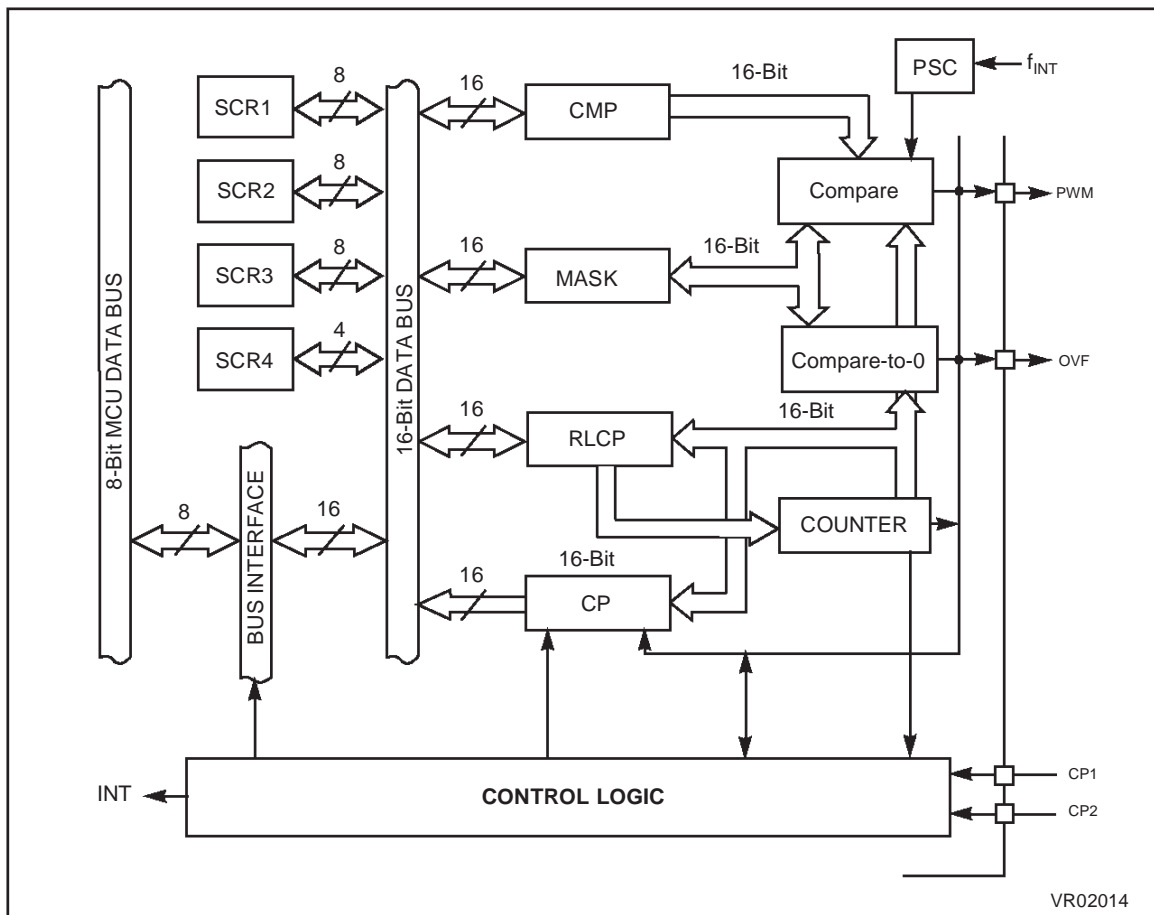 16-Bit
PSC
fINT
SCR1
8
16
CMP
SCR2
8
Compare
PWM
SCR3
8
16
MASK
16-Bit
SCR4
4
Compare-to-0
OVF
8-Bit MCU DATA BUS
16-Bit DATA BUS
16
RLCP
16-Bit
BUS INTERFACE
8
16
COUNTER
16
16-Bit
CP
INT
CONTROL LOGIC
CP1
CP2
VR02014